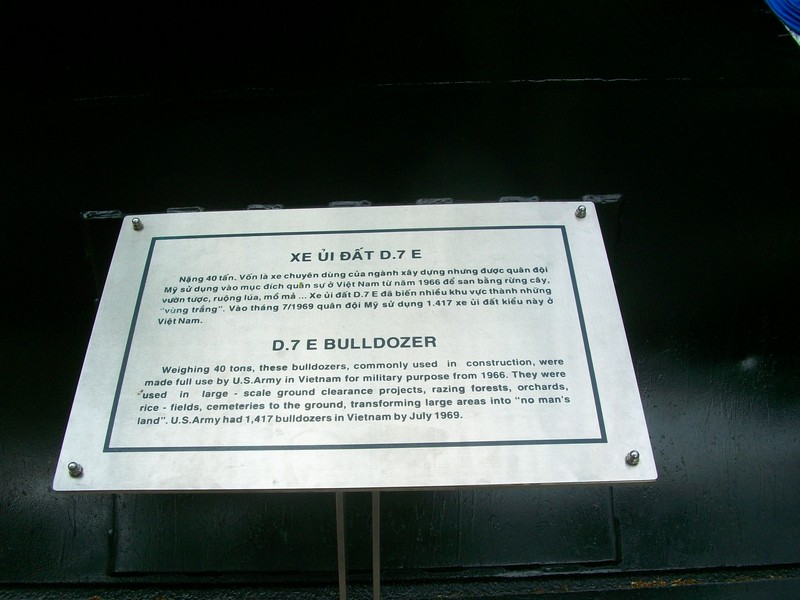 XE ỦI ĐẤT D.7 E
Nặng 40 tấn. Vốn là xe chuyên dùng của ngành xây dựng nhưng được quân đội
Mỹ sử dụng vào mục đích quân sự ở Việt Nam từ năm 1966 để san bằng rừng cây,
vườn tược, ruộng lúa, mồ mả ... Xe ủi đất D.7 E đã biến nhiều khu vực thành những
"vùng trắng". Vào tháng 7/1969 quân đội Mỹ sử dụng 1.417 xe ủi đất kiểu này ở
Việt Nam.
D.7 E BULLDOZER
Weighing 40 tons, these bulldozers, commonly used in construction, were
made full use by U.S.Army in Vietnam for military purpose from 1966. They were
used in large - scale ground clearance projects, razing forests, orchards,
rice - fields, cemeteries to the ground, transforming large areas into "no man's
land". U.S.Army had 1,417 bulldozers in Vietnam by July 1969.